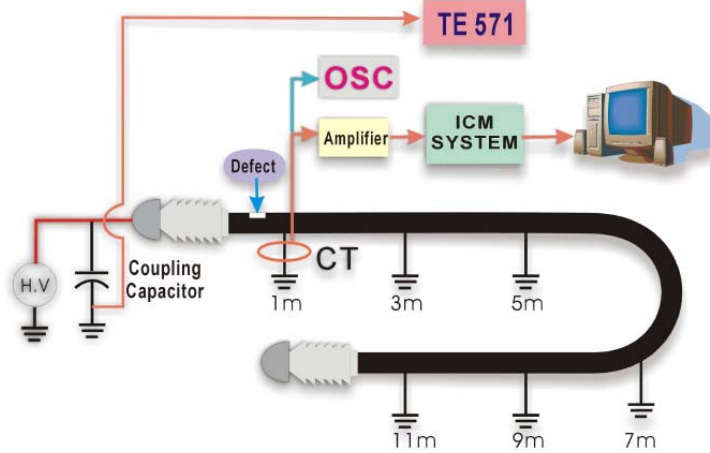 TE 571
OSC
Amplifier
ICM
SYSTEM
Defect
H.V
Coupling
Capacitor
CT
1m
3m
5m
11m
9m
7m